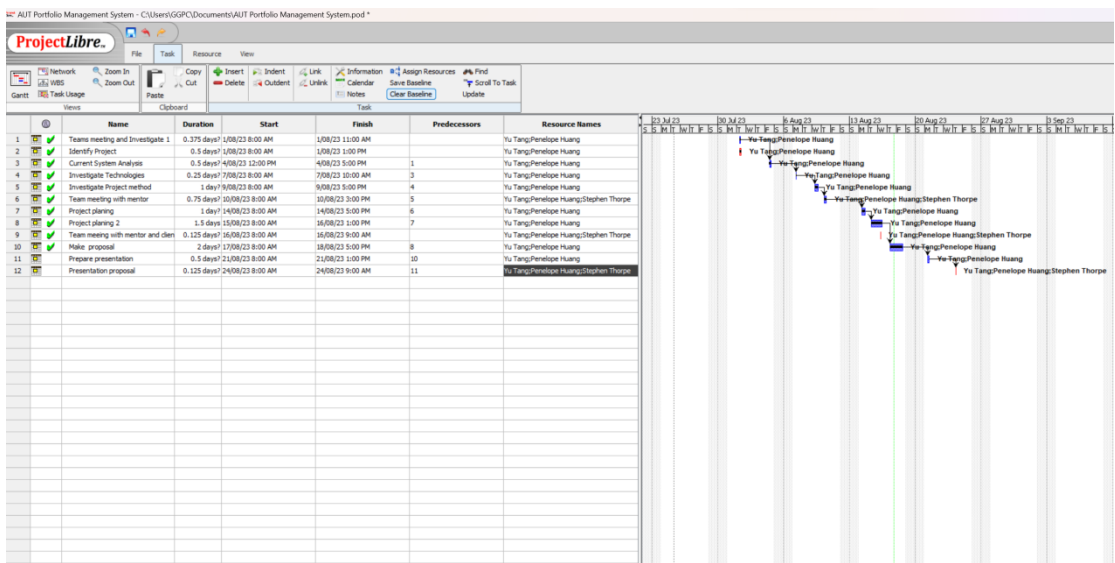 AUT Portfolio Management System - C:\Users\GGPC\Documents\AUT Portfolio Management System.pod *
ProjectLibre
File Task Resource View
Network Zoom In Copy Insert Indent Link Information Assign Resources Find
WBS Zoom Out Cut Delete Outdent Unlink Calendar Save Baseline Scroll To Task
Gantt Task Usage Paste Notes Clear Baseline Update
Views Clipboard Task
Name Duration Start Finish Predecessors Resource Names
23 Jul 23 30 Jul 23 6 Aug 23 13 Aug 23 20 Aug 23 27 Aug 23 3 Sep 23
S S M T W T F S S M T W T F S S M T W T F S S M T W T F S S M T W T F S S M T W T F S S M T W T F S
1 Teams meeting and Investigate 1 0.375 days? 1/08/23 8:00 AM 1/08/23 11:00 AM Yu Tang;Penelope Huang Yu Tang;Penelope Huang
2 Identify Project 0.5 days? 1/08/23 8:00 AM 1/08/23 1:00 PM Yu Tang;Penelope Huang Yu Tang;Penelope Huang
3 Current System Analysis 0.5 days? 4/08/23 12:00 PM 4/08/23 5:00 PM 1 Yu Tang;Penelope Huang Yu Tang;Penelope Huang
4 Investigate Technologies 0.25 days? 7/08/23 8:00 AM 7/08/23 10:00 AM 3 Yu Tang;Penelope Huang Yu Tang;Penelope Huang
5 Investigate Project method 1 day? 9/08/23 8:00 AM 9/08/23 5:00 PM 4 Yu Tang;Penelope Huang Yu Tang;Penelope Huang
6 Team meeting with mentor 0.75 days? 10/08/23 8:00 AM 10/08/23 3:00 PM 5 Yu Tang;Penelope Huang;Stephen Thorpe Yu Tang;Penelope Huang;Stephen Thorpe
7 Project planing 1 day? 14/08/23 8:00 AM 14/08/23 5:00 PM 6 Yu Tang;Penelope Huang Yu Tang;Penelope Huang
8 Project planing 2 1.5 days 15/08/23 8:00 AM 16/08/23 1:00 PM 7 Yu Tang;Penelope Huang Yu Tang;Penelope Huang
9 Team meeing with mentor and clien 0.125 days? 16/08/23 8:00 AM 16/08/23 9:00 AM Yu Tang;Penelope Huang;Stephen Thorpe Yu Tang;Penelope Huang;Stephen Thorpe
10 Make proposal 2 days? 17/08/23 8:00 AM 18/08/23 5:00 PM 8 Yu Tang;Penelope Huang Yu Tang;Penelope Huang
11 Prepare presentation 0.5 days? 21/08/23 8:00 AM 21/08/23 1:00 PM 10 Yu Tang;Penelope Huang Yu Tang;Penelope Huang
12 Presentation proposal 0.125 days? 24/08/23 8:00 AM 24/08/23 9:00 AM 11 Yu Tang;Penelope Huang;Stephen Thorpe Yu Tang;Penelope Huang;Stephen Thorpe